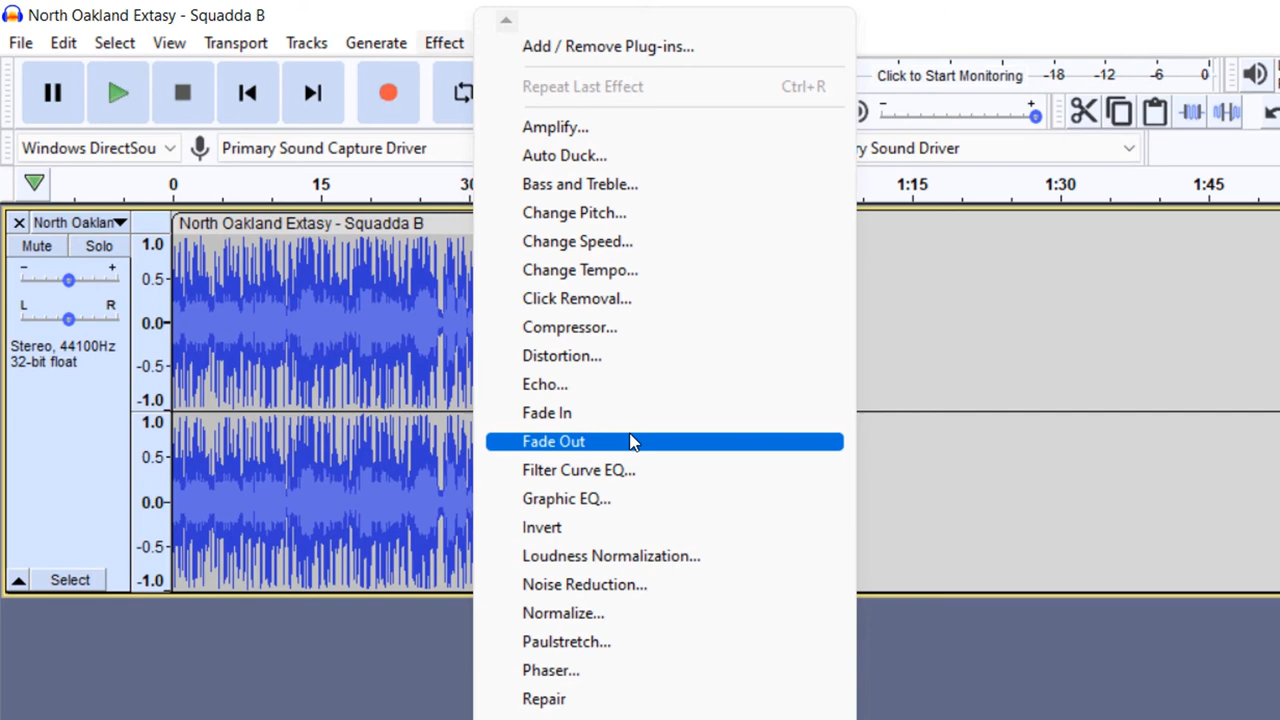 North Oakland Extasy - Squadda B
File Edit Select View Transport Tracks Generate Effect
Add / Remove Plug-ins...
Click to Start Monitoring -18 -12 -6 0
Repeat Last Effect Ctrl+R
- +
Windows DirectSou Primary Sound Capture Driver
ry Sound Driver
Amplify...
Auto Duck...
Bass and Treble...
Change Pitch...
Change Speed...
Change Tempo...
Click Removal...
Compressor...
Distortion...
Echo...
Fade In
Fade Out
Filter Curve EQ...
Graphic EQ...
Invert
Loudness Normalization...
Noise Reduction...
Normalize...
Paulstretch...
Phaser...
Repair
0 15 30 1:15 1:30 1:45
North Oaklan
North Oakland Extasy - Squadda B
Mute Solo
- +
L R
Stereo, 44100Hz
32-bit float
Select
1.0
0.5
0.0
-0.5
-1.0
1.0
0.5
0.0
-0.5
-1.0